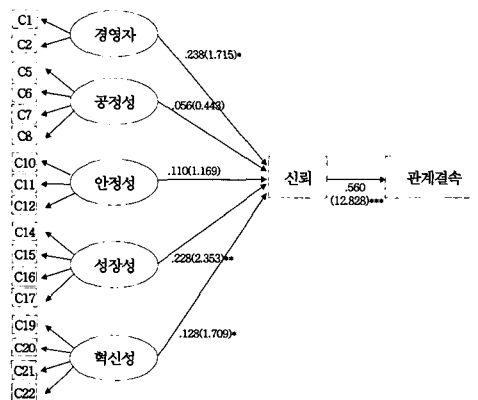 C1
C2
경영자
.238(1.715)*
C5
C6
C7
C8
공정성
.056(0.443)
C10
C11
C12
안정성
.110(1.169)
신뢰
.560
(12.828)***
관계결속
C14
C15
C16
C17
성장성
.228(2.353)**
C19
C20
C21
C22
혁신성
.128(1.709)*